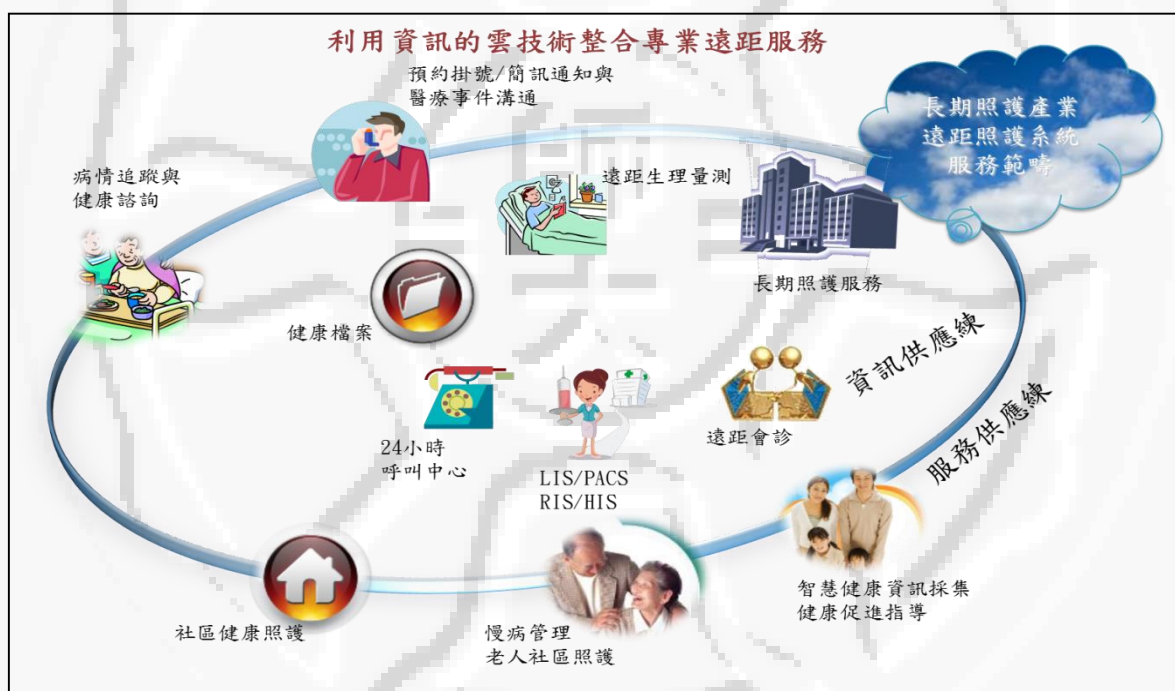 利用資訊的雲技術整合專業遠距服務
預約掛號/簡訊通知與
醫療事件溝通
長期照護產業
遠距照護系統
服務範疇
病情追蹤與
健康諮詢
遠距生理量測
長期照護服務
健康檔案
資訊供應練
服務供應練
24小時
呼叫中心
LIS/PACS
RIS/HIS
遠距會診
智慧健康資訊採集
健康促進指導
社區健康照護
慢病管理
老人社區照護